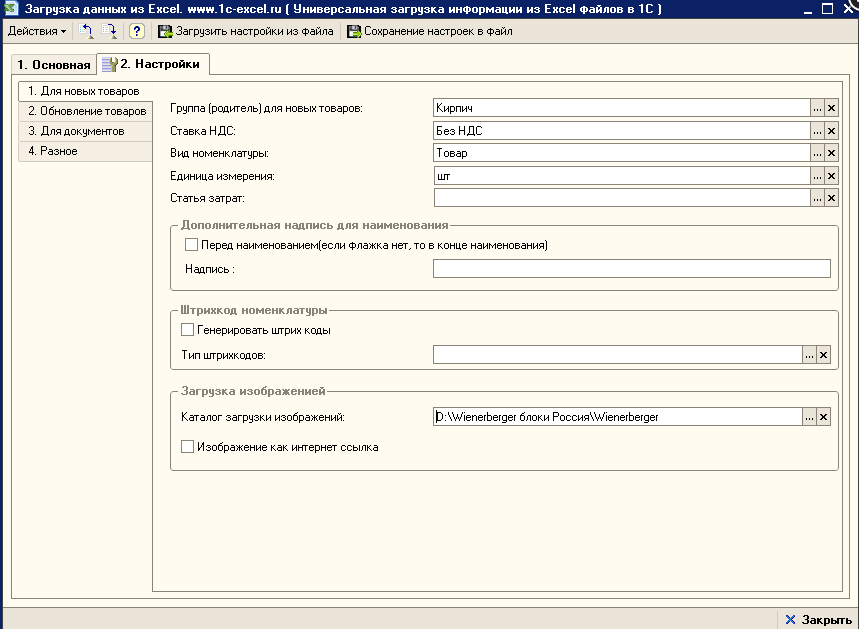 Загрузка данных из Excel. www.1c-excel.ru ( Универсальная загрузка информации из Excel файлов в 1С )
Действия ? Загрузить настройки из файла Сохранение настроек в файл
1. Основная 2. Настройки
1. Для новых товаров
2. Обновление товаров
3. Для документов
4. Разное
Группа (родитель) для новых товаров: Кирпич ... x
Ставка НДС: Без НДС ... x
Вид номенклатуры: Товар ... x
Единица измерения: шт ... x
Статья затрат: ... x
Дополнительная надпись для наименования
Перед наименованием(если флажка нет, то в конце наименования)
Надпись :
Штрихкод номенклатуры
Генерировать штрих коды
Тип штрихкодов: ... x
Загрузка изображенией
Каталог загрузки изображений: D:\Wienerberger блоки Россия\Wienerberger ... x
Изображение как интернет ссылка
Закрыть